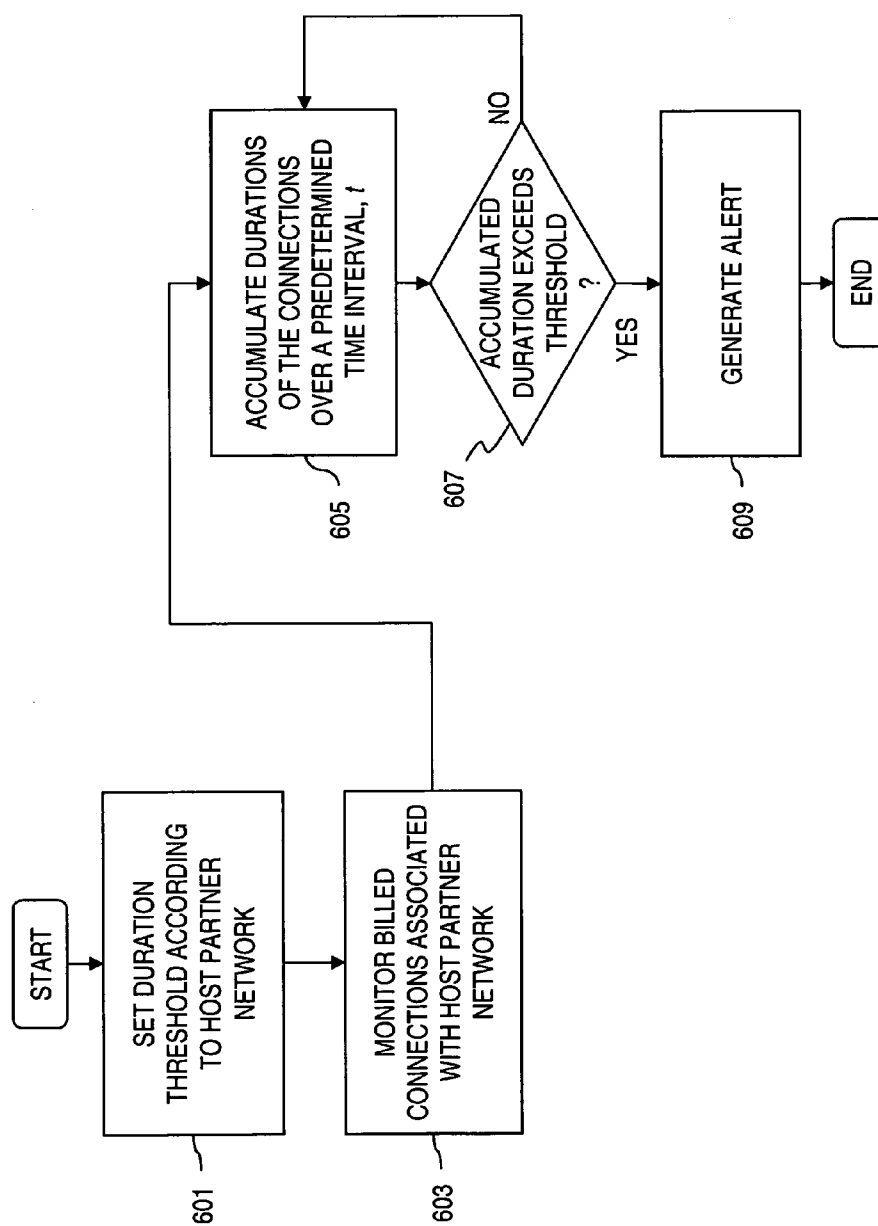 START
SET DURATION
THRESHOLD ACCORDING
TO HOST PARTNER
NETWORK
601
MONITOR BILLED
CONNECTIONS ASSOCIATED
WITH HOST PARTNER
NETWORK
603
ACCUMULATE DURATIONS
OF THE CONNECTIONS
OVER A PREDETERMINED
TIME INTERVAL, t
605
ACCUMULATED
DURATION EXCEEDS
THRESHOLD
?
607
NO
YES
GENERATE ALERT
609
END